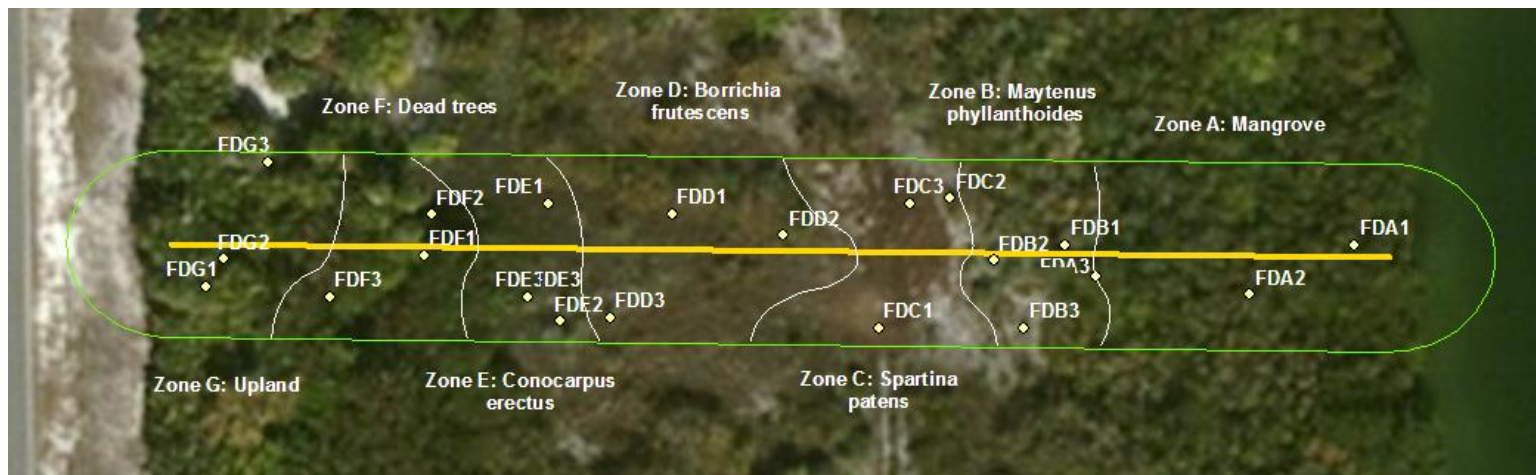 Zone D: Borrichia
frutescens
Zone B: Maytenus
phyllanthoides
Zone F: Dead trees
Zone A: Mangrove
FDG3
FDE1
FDF2
FDD1
FDC3
FDC2
FDD2
FDB1
FDA1
FDG2
FDF1
FDB2
FDA3
FDG1
FDF3
FDE3
FDE3
FDA2
FDE2
FDD3
FDC1
FDB3
Zone G: Upland
Zone E: Conocarpus
erectus
Zone C: Spartina
patens